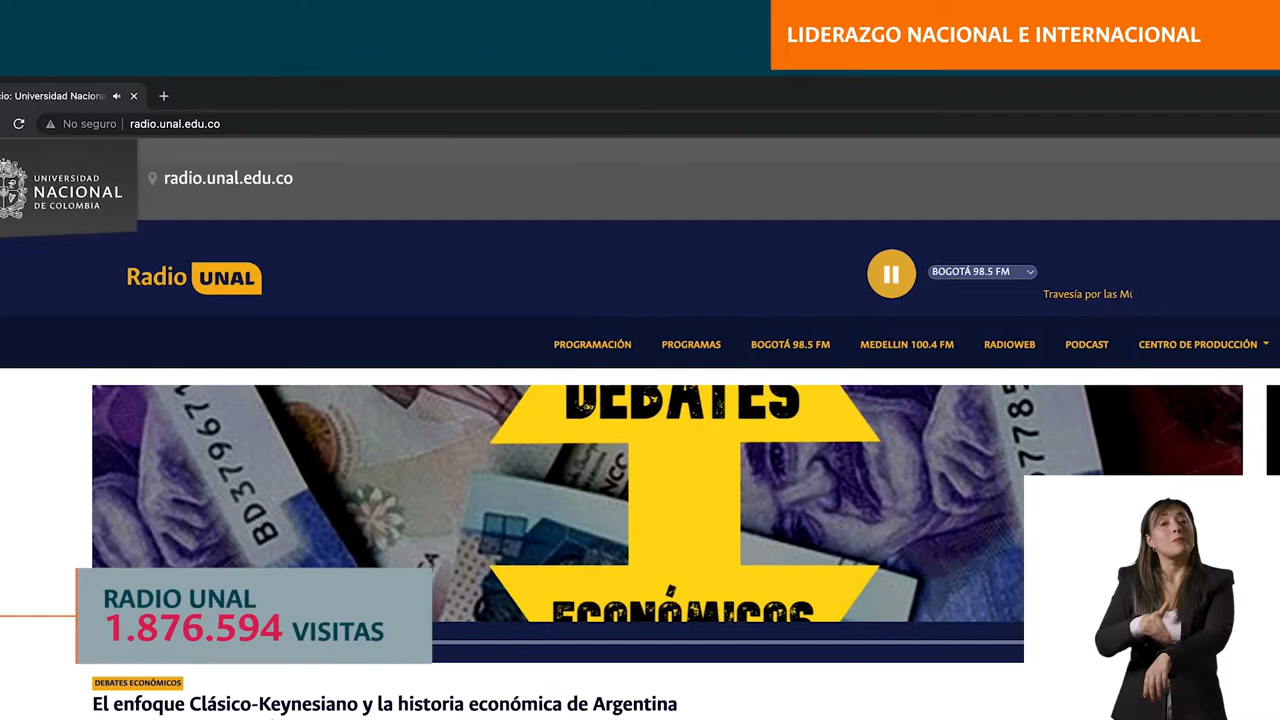 LIDERAZGO NACIONAL E INTERNACIONAL
cio: Universidad Naciona
No seguro | radio.unal.edu.co
UNIVERSIDAD
NACIONAL
DE COLOMBIA
radio.unal.edu.co
Radio UNAL
BOGOTÁ 98.5 FM
Travesía por las Mú
PROGRAMACIÓN PROGRAMAS BOGOTÁ 98.5 FM MEDELLIN 100.4 FM RADIOWEB PODCAST CENTRO DE PRODUCCIÓN
DEBATES
BD379671
ECONÓMICOS
RADIO UNAL
1.876.594 VISITAS
DEBATES ECONÓMICOS
El enfoque Clásico-Keynesiano y la historia económica de Argentina